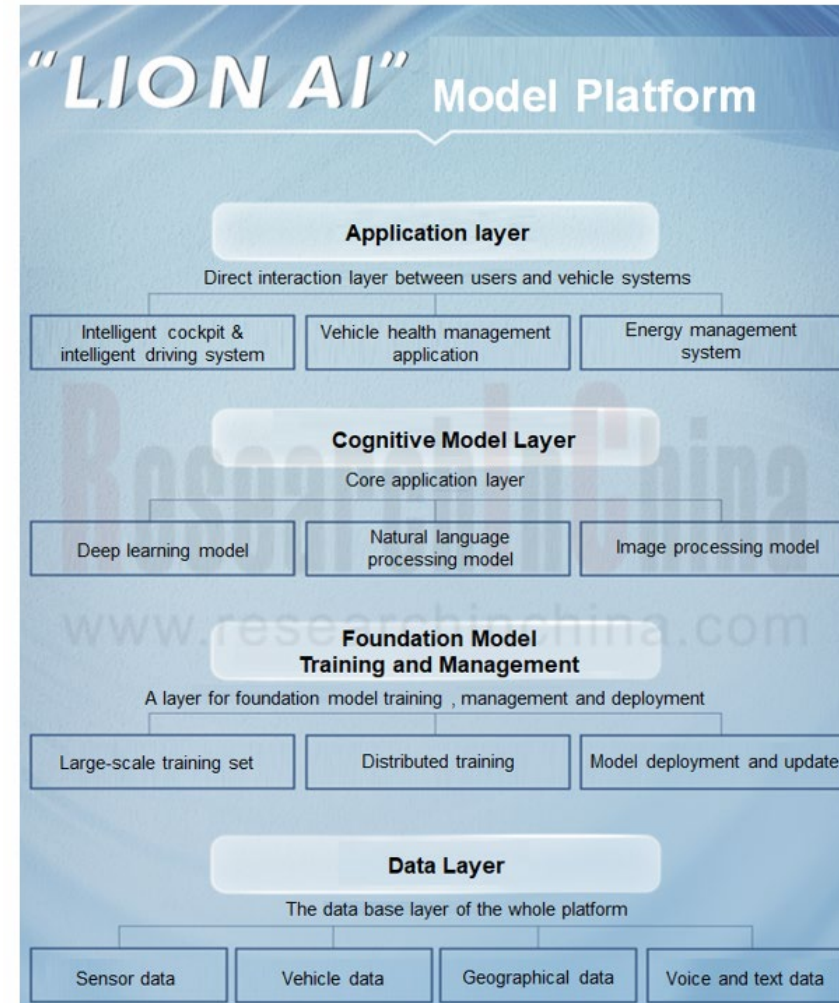 "LION AI" Model Platform
Application layer
Direct interaction layer between users and vehicle systems
Intelligent cockpit &
intelligent driving system
Vehicle health management
application
Energy management
system
Cognitive Model Layer
Core application layer
Deep learning model
Natural language
processing model
Image processing model
ResearchInChina
www.researchinchina.com
Foundation Model
Training and Management
A layer for foundation model training , management and deployment
Large-scale training set
Distributed training
Model deployment and update
Data Layer
The data base layer of the whole platform
Sensor data
Vehicle data
Geographical data
Voice and text data